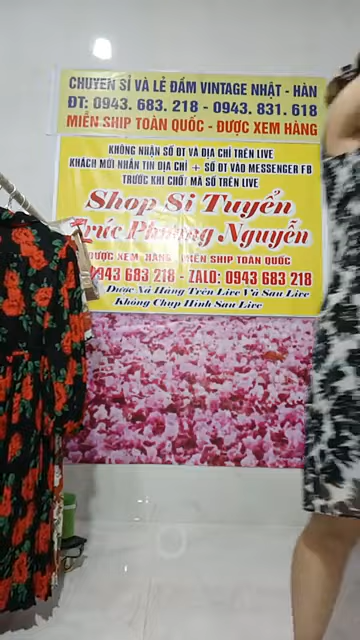 CHUYÊN SỈ VÀ LẺ ĐẦM VINTAGE NHẬT - HÀN
ĐT: 0943. 683. 218 - 0943. 831. 618
MIỄN SHIP TOÀN QUỐC - ĐƯỢC XEM HÀNG
KHÔNG NHẬN SỐ ĐT VÀ ĐỊA CHỈ TRÊN LIVE
KHÁCH MỚI NHẮN TIN ĐỊA CHỈ + SỐ ĐT VÀO MESSENGER FB
TRƯỚC KHI CHỐT MÃ SỐ TRÊN LIVE
Shop Si Tuyển
Trúc Phương Nguyễn
ĐƯỢC XEM HÀNG SHIP TOÀN QUỐC
0943 683 218 - ZALO: 0943 683 218
Được Xả Hàng Trên Live Và Sau Live
Không Chụp Hình Sau Live